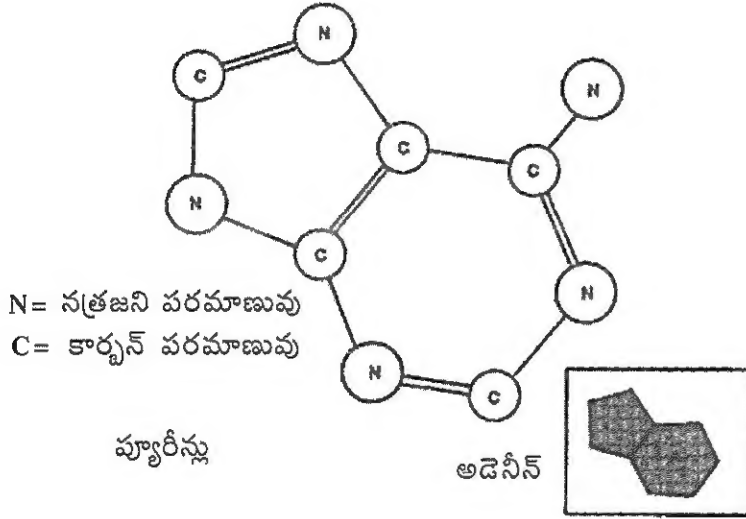 N
C
N
C
C
N
C
N
N= నత్రజని పరమాణువు
C= కార్బన్ పరమాణువు
N
C
ప్యూరీన్లు
అడెనీన్